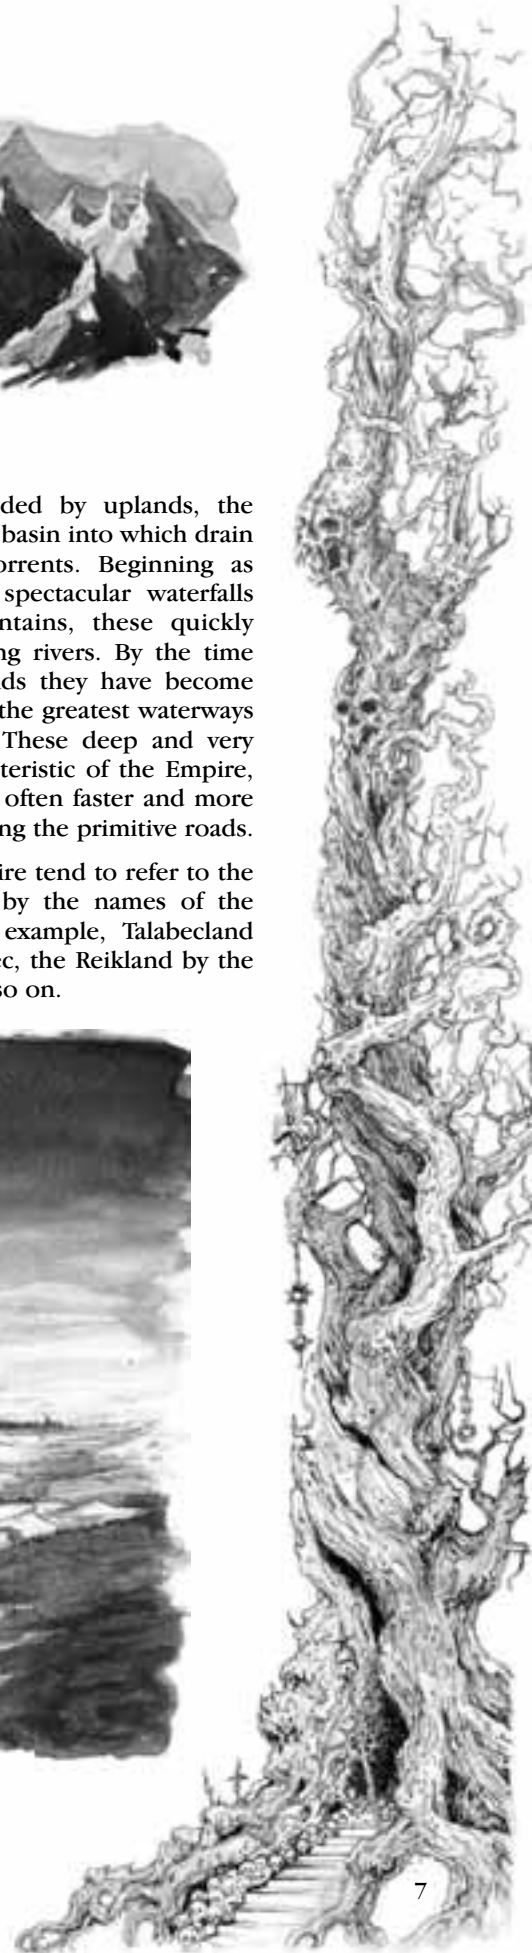 ded by uplands, the
basin into which drain
orrents. Beginning as
spectacular waterfalls
ntains, these quickly
ng rivers. By the time
ds they have become
the greatest waterways
These deep and very
teristic of the Empire,
often faster and more
ng the primitive roads.
ire tend to refer to the
by the names of the
example, Talabecland
ec, the Reikland by the
so on.
7